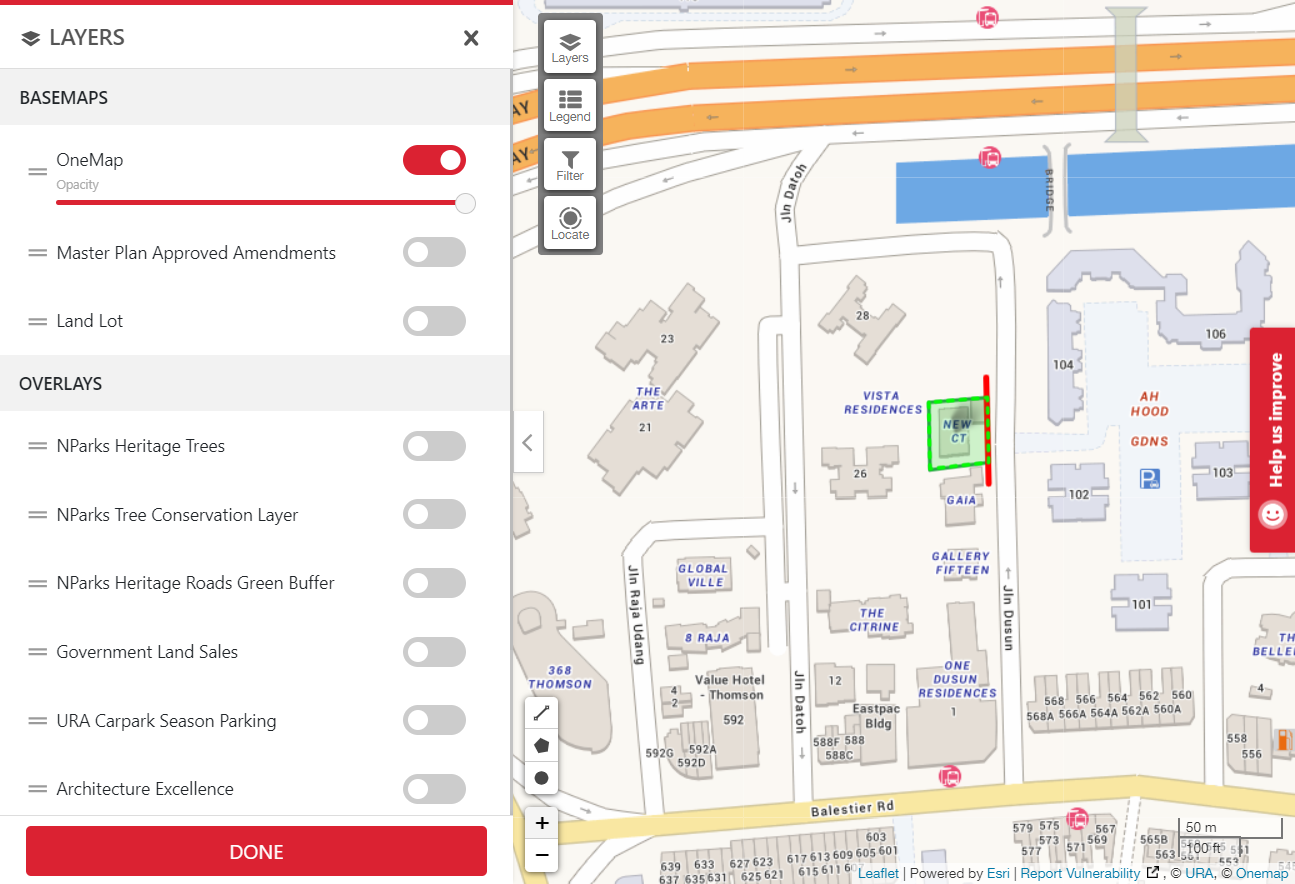 LAYERS
BASEMAPS
OneMap
Opacity
Master Plan Approved Amendments
Land Lot
OVERLAYS
NParks Heritage Trees
NParks Tree Conservation Layer
NParks Heritage Roads Green Buffer
Government Land Sales
URA Carpark Season Parking
Architecture Excellence
DONE
Layers
Legend
Filter
Locate
AY
AY
Jln Datoh
BRIDGE
28
23
106
104
THE
ARTE
21
VISTA
RESIDENCES
NEW
CT
AH
HOOD
GDNS
Help us improve
26
GAIA
102
103
GLOBAL
VILLE
GALLERY
FIFTEEN
Jln Raja Udang
Jln Dusun
101
THE
CITRINE
8 RAJA
368
THOMSON
Value Hotel
- Thomson
592
4
2
12
Jln Datoh
ONE
DUSUN
RESIDENCES
1
Eastpac
Bldg
588F 588
588C
592G 592A
592D
568 566 564 562 560
568A 566A 564A 562A 560A
TH
BELLE
4
558
556
Balestier Rd
603
639 633 627 623 617 613 609 605 601
631 625 621 615 611
579 575 567
577 571 569
565B
563
551
50 m
100 ft
+
−
Leaflet | Powered by Esri | Report Vulnerability , © URA, © Onemap